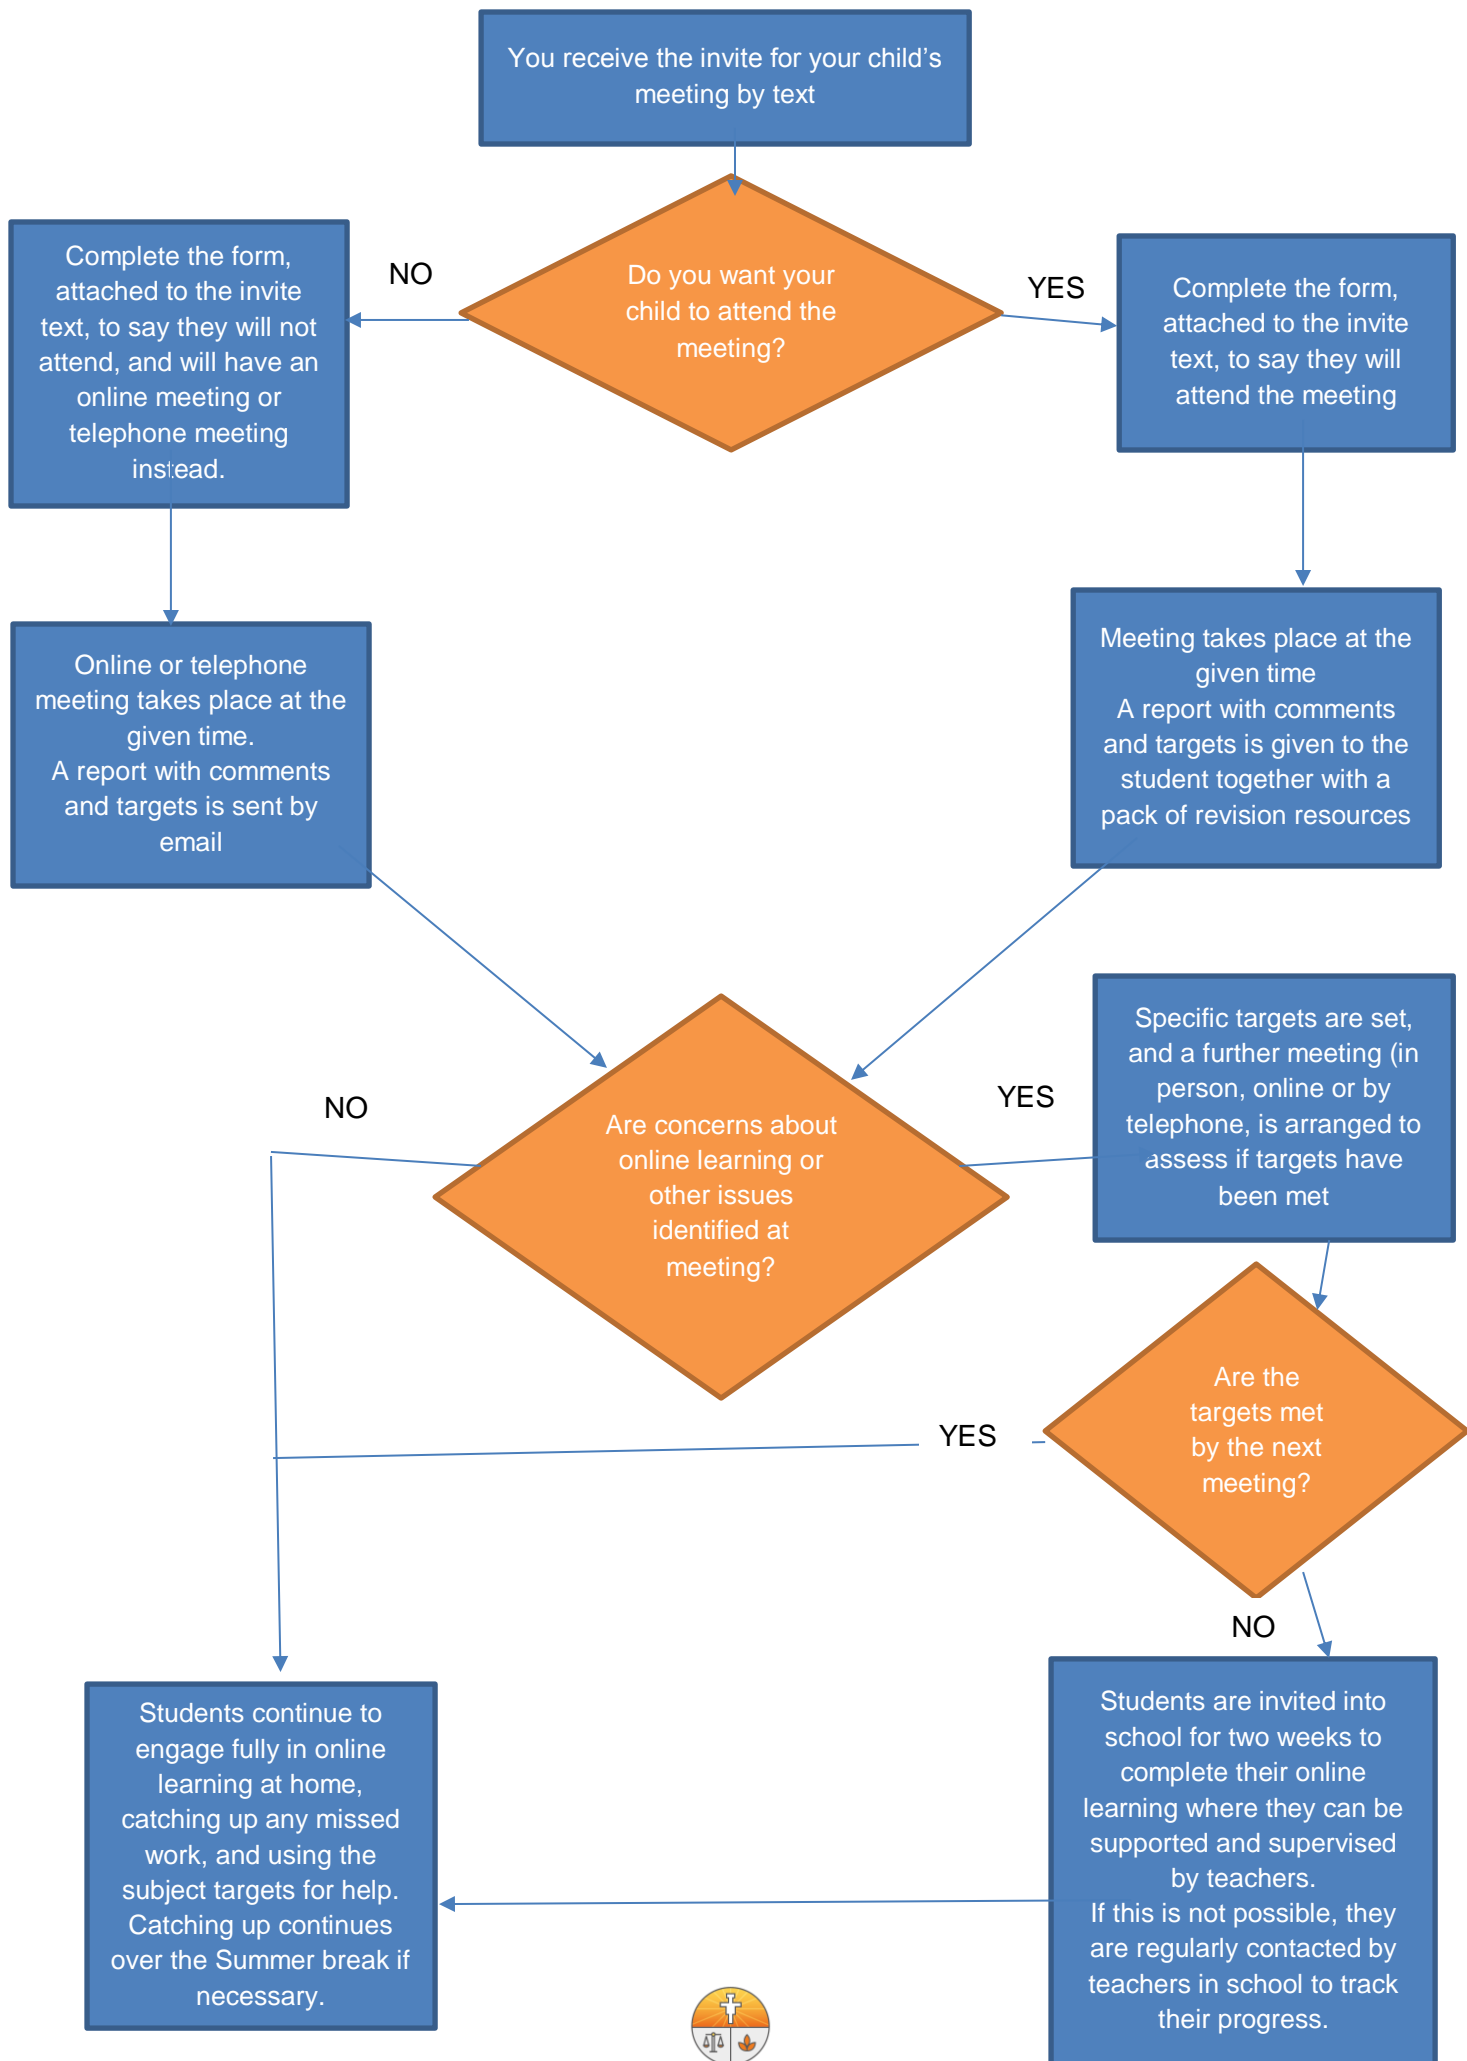 You receive the invite for your child’s
meeting by text
Complete the form,
attached to the invite
text, to say they will not
attend, and will have an
online meeting or
telephone meeting
instead.
NO
Do you want your
child to attend the
meeting?
YES
Complete the form,
attached to the invite
text, to say they will
attend the meeting
Online or telephone
meeting takes place at the
given time.
A report with comments
and targets is sent by
email
Meeting takes place at the
given time
A report with comments
and targets is given to the
student together with a
pack of revision resources
NO
Are concerns about
online learning or
other issues
identified at
meeting?
YES
Specific targets are set,
and a further meeting (in
person, online or by
telephone, is arranged to
assess if targets have
been met
Are the
targets met
by the next
meeting?
YES
NO
Students continue to
engage fully in online
learning at home,
catching up any missed
work, and using the
subject targets for help.
Catching up continues
over the Summer break if
necessary.
Students are invited into
school for two weeks to
complete their online
learning where they can be
supported and supervised
by teachers.
If this is not possible, they
are regularly contacted by
teachers in school to track
their progress.